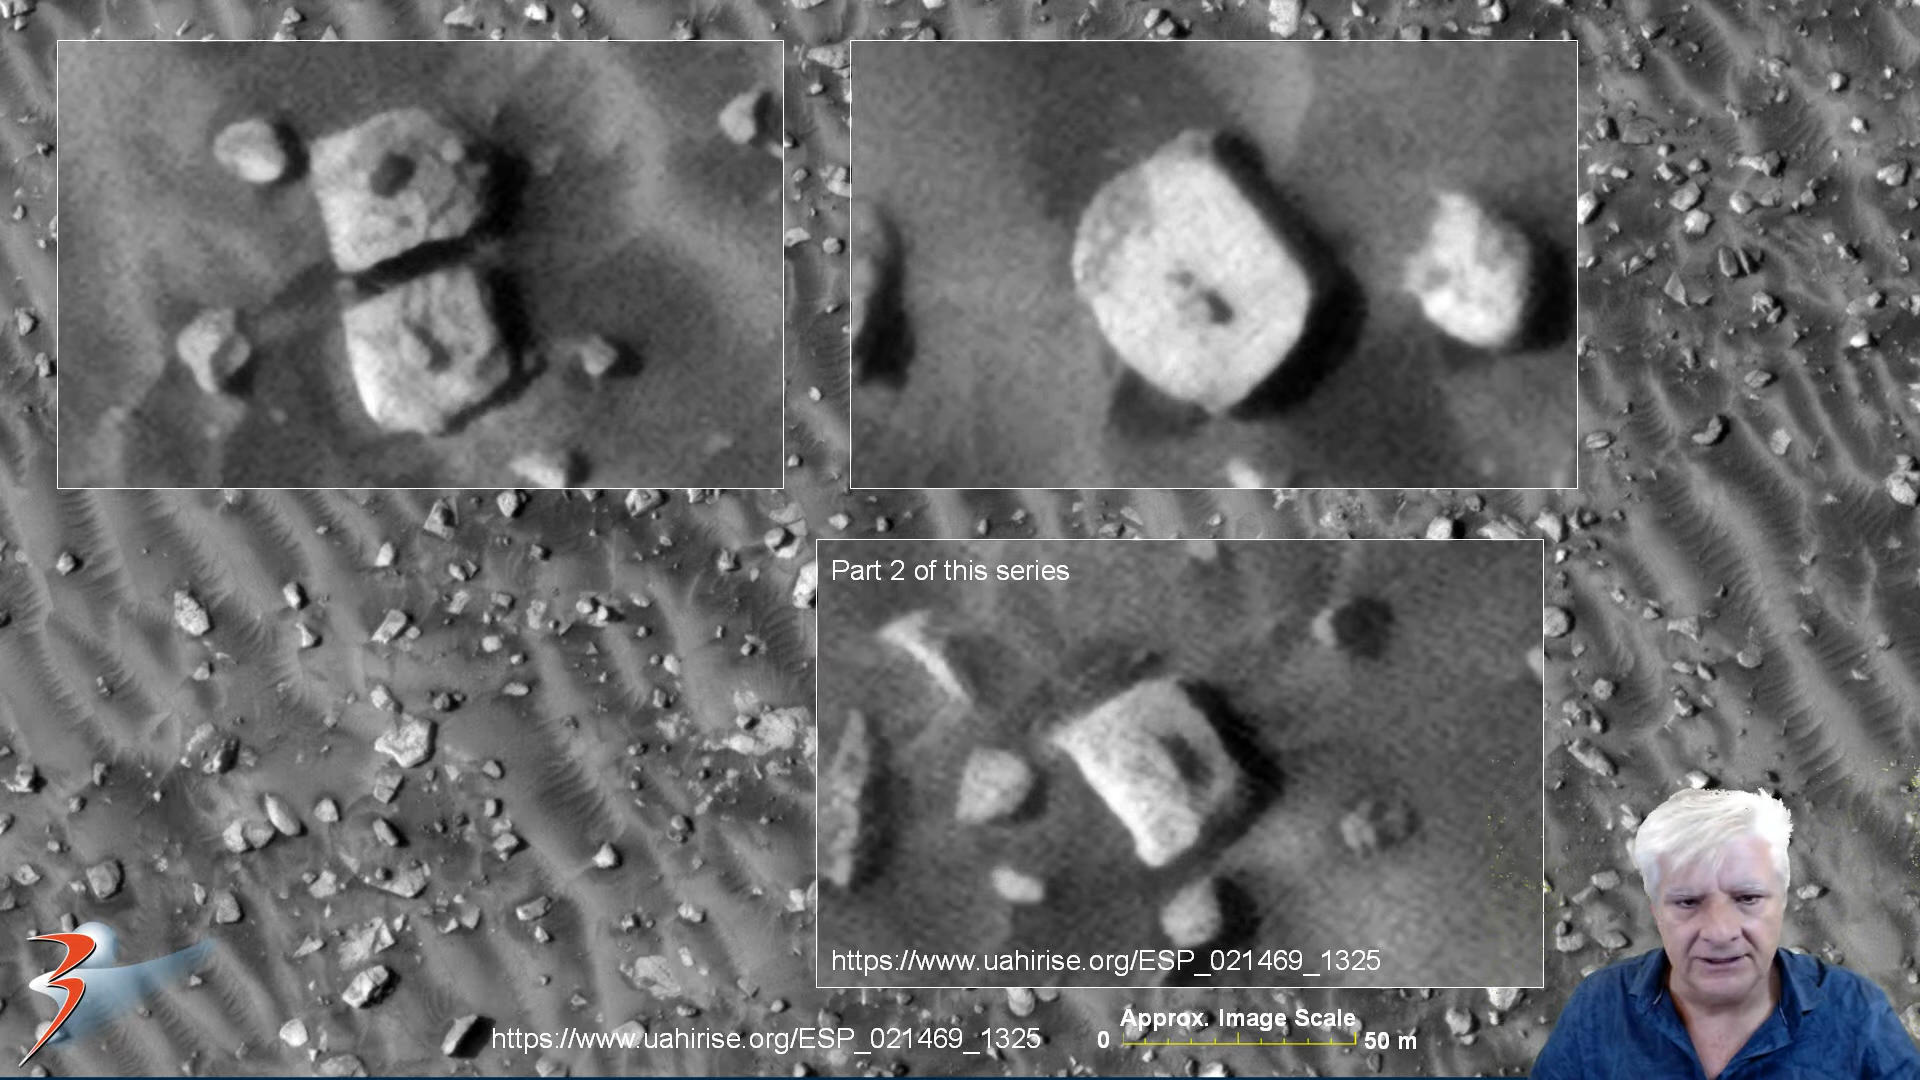 Part 2 of this series
https://www.uahirise.org/ESP_021469_1325
https://www.uahirise.org/ESP_021469_1325
Approx. Image Scale
0 50 m